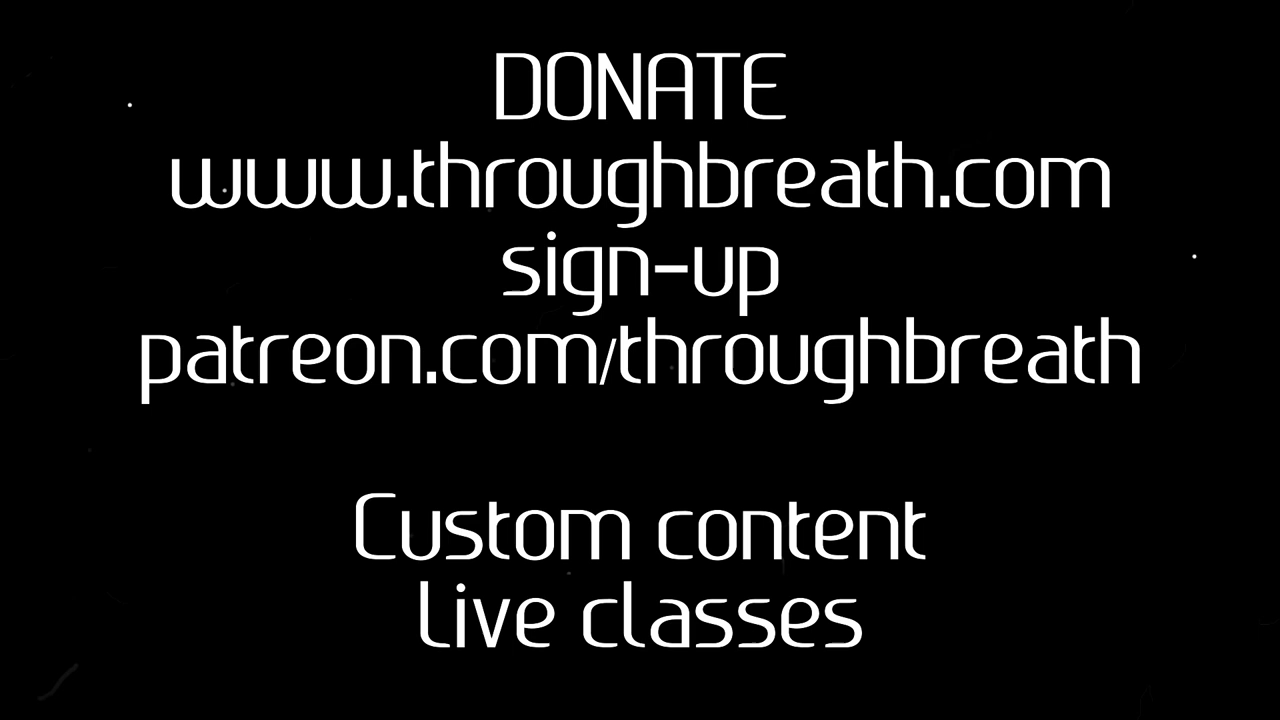 DONATE
www.throughbreath.com
sign-up
patreon.com/throughbreath
Custom content
Live classes